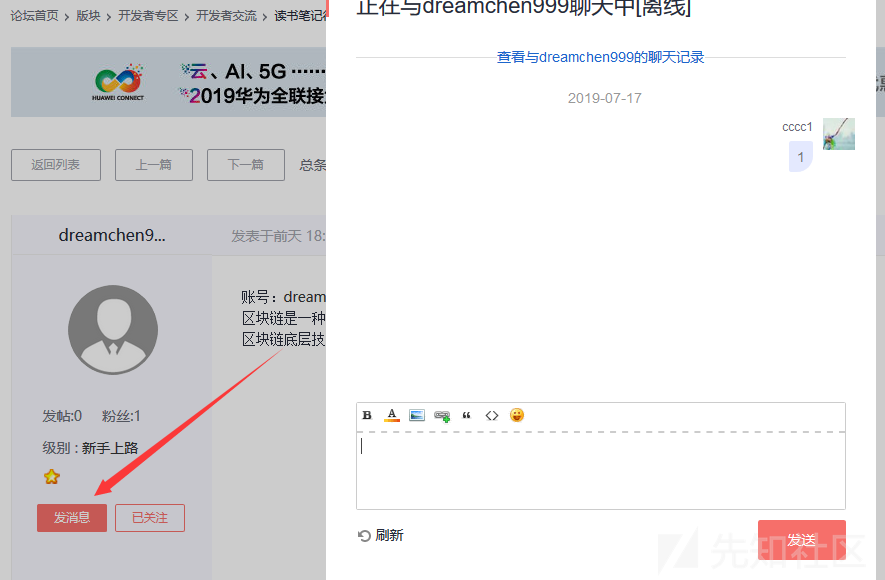 论坛首页 > 版块 > 开发者专区 > 开发者交流 > 读书笔记
HUAWEI CONNECT
云、AI、5G ······
2019华为全联接
返回列表
上一篇
下一篇
总条
dreamchen9...
发表于前天 18:
账号：dream
区块链是一种
区块链底层技
发帖:0 粉丝:1
级别 : 新手上路
发消息
已关注
正在与dreamchen999聊天中[离线]
查看与dreamchen999的聊天记录
2019-07-17
cccc1
1
B A “ <>
刷新
发送
先知社区